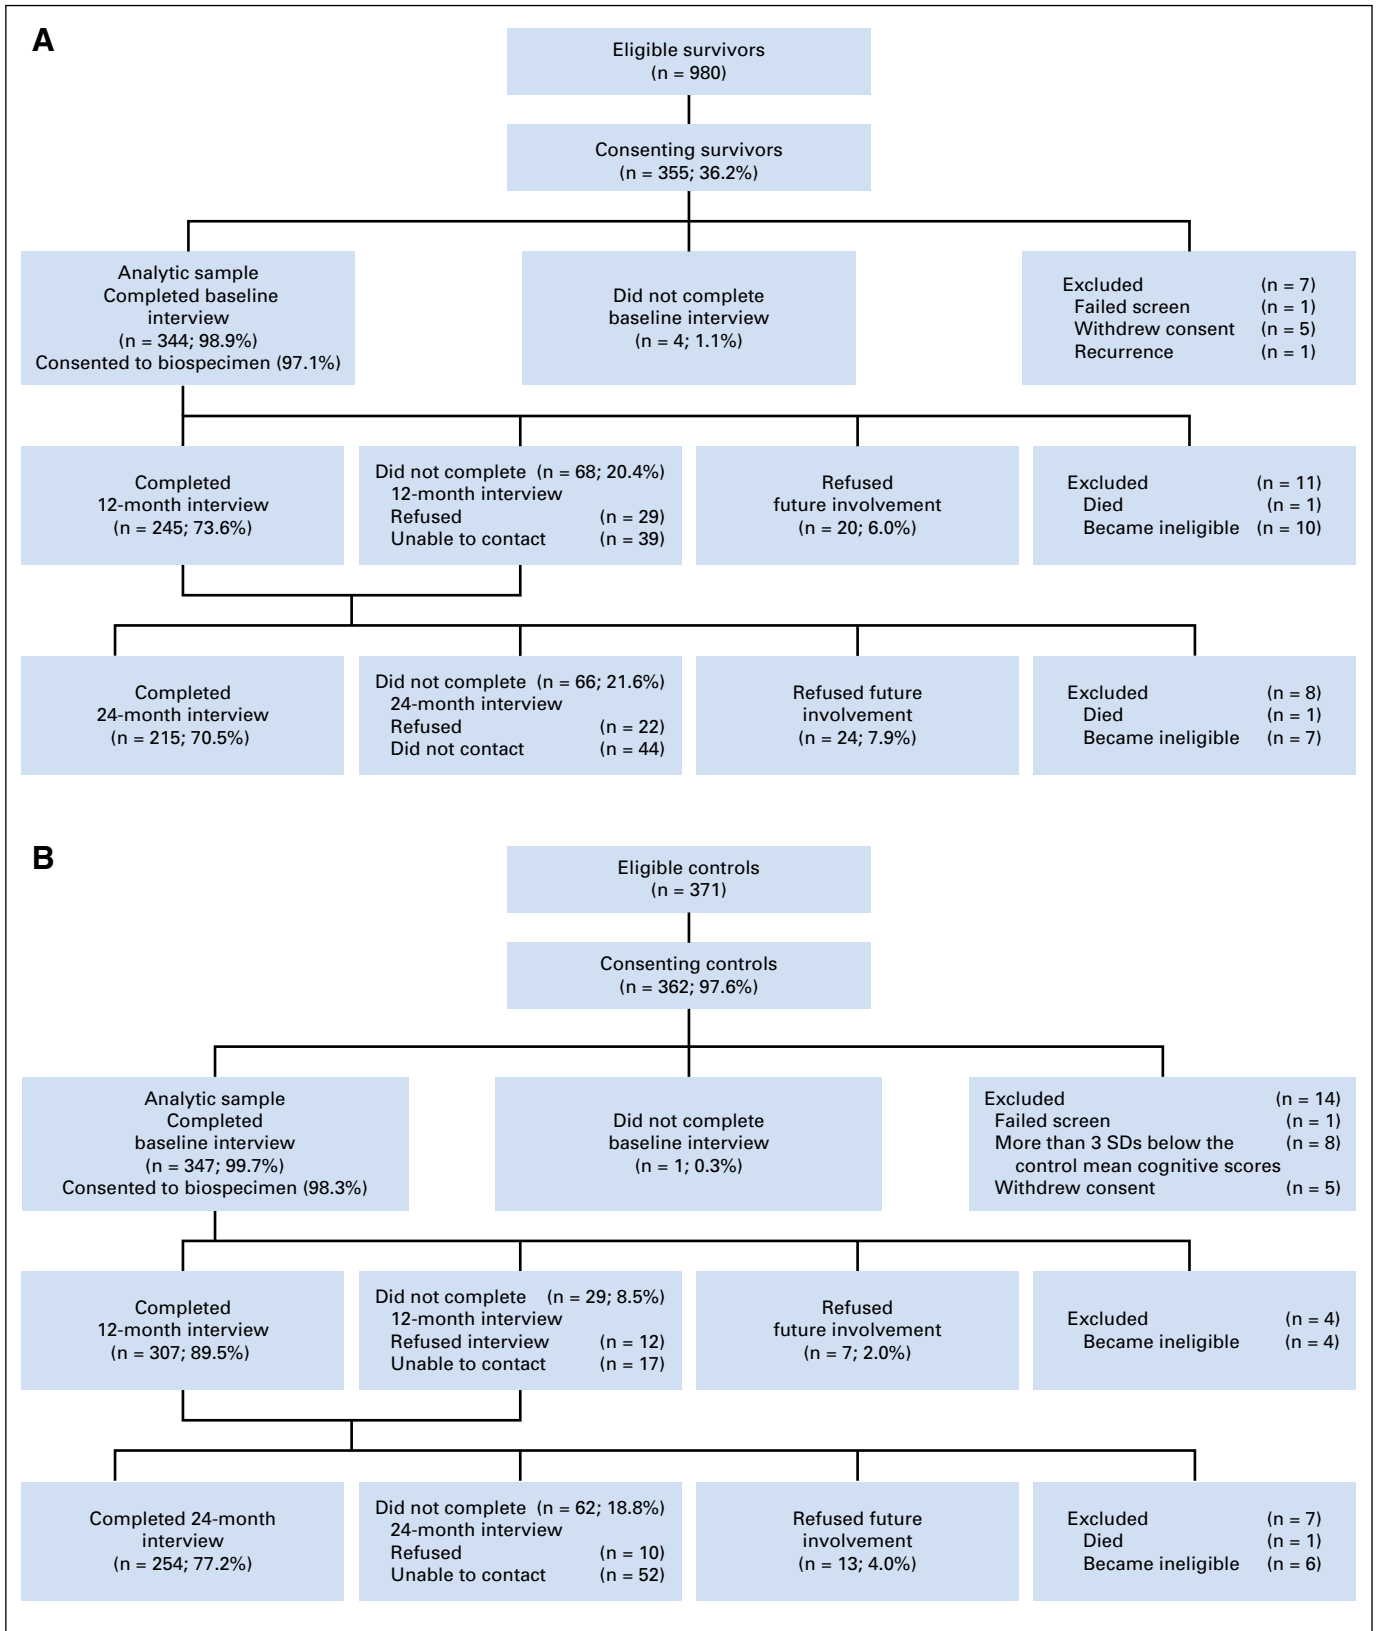 A
Eligible survivors
(n = 980)
Consenting survivors
(n = 355; 36.2%)
Analytic sample
Completed baseline
interview
(n = 344; 98.9%)
Consented to biospecimen (97.1%)
Did not complete
baseline interview
(n = 4; 1.1%)
Excluded (n = 7)
Failed screen (n = 1)
Withdrew consent (n = 5)
Recurrence (n = 1)
Completed
12-month interview
(n = 245; 73.6%)
Did not complete (n = 68; 20.4%)
12-month interview
Refused (n = 29)
Unable to contact (n = 39)
Refused
future involvement
(n = 20; 6.0%)
Excluded (n = 11)
Died (n = 1)
Became ineligible (n = 10)
Completed
24-month interview
(n = 215; 70.5%)
Did not complete (n = 66; 21.6%)
24-month interview
Refused (n = 22)
Did not contact (n = 44)
Refused future
involvement
(n = 24; 7.9%)
Excluded (n = 8)
Died (n = 1)
Became ineligible (n = 7)
B
Eligible controls
(n = 371)
Consenting controls
(n = 362; 97.6%)
Analytic sample
Completed
baseline interview
(n = 347; 99.7%)
Consented to biospecimen (98.3%)
Did not complete
baseline interview
(n = 1; 0.3%)
Excluded (n = 14)
Failed screen (n = 1)
More than 3 SDs below the (n = 8)
control mean cognitive scores
Withdrew consent (n = 5)
Completed
12-month interview
(n = 307; 89.5%)
Did not complete (n = 29; 8.5%)
12-month interview
Refused interview (n = 12)
Unable to contact (n = 17)
Refused
future involvement
(n = 7; 2.0%)
Excluded (n = 4)
Became ineligible (n = 4)
Completed 24-month
interview
(n = 254; 77.2%)
Did not complete (n = 62; 18.8%)
24-month interview
Refused (n = 10)
Unable to contact (n = 52)
Refused future
involvement
(n = 13; 4.0%)
Excluded (n = 7)
Died (n = 1)
Became ineligible (n = 6)